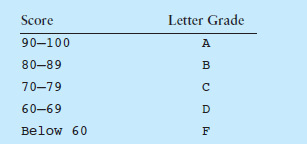 Score Letter Grade
90–100 A
80–89 B
70–79 C
60–69 D
Below 60 F